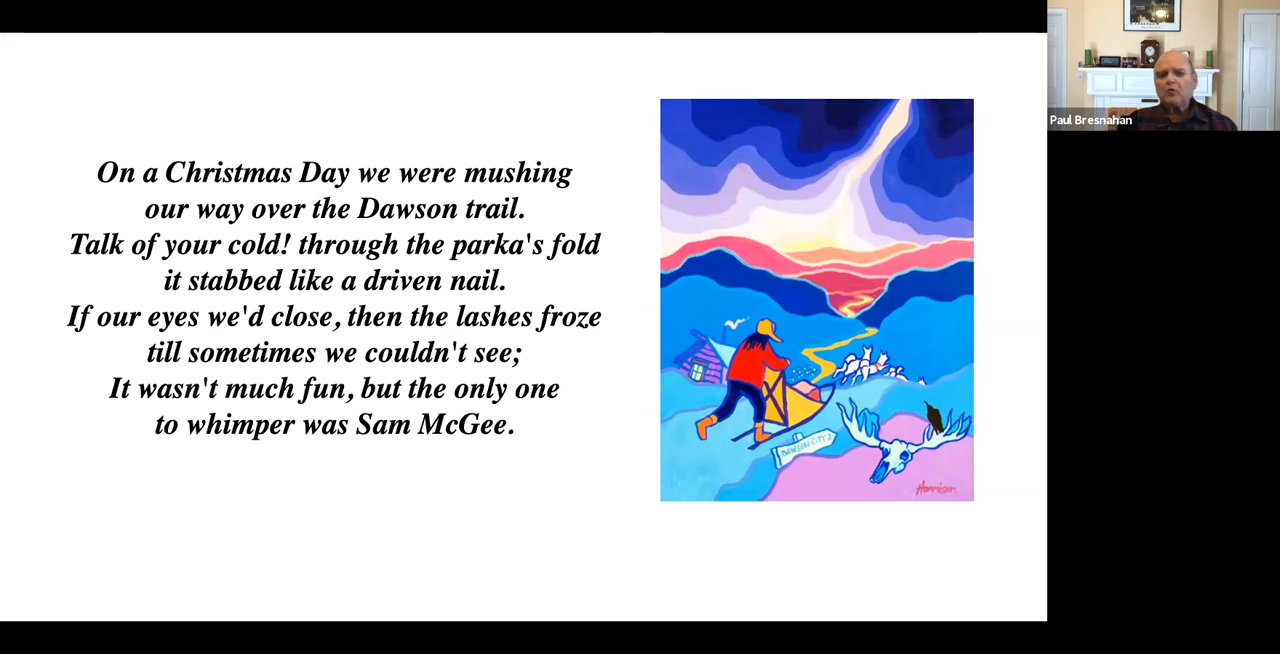 On a Christmas Day we were mushing
our way over the Dawson trail.
Talk of your cold! through the parka's fold
it stabbed like a driven nail.
If our eyes we'd close, then the lashes froze
till sometimes we couldn't see;
It wasn't much fun, but the only one
to whimper was Sam McGee.
DAWSON CITY
Harrison
Paul Bresnahan